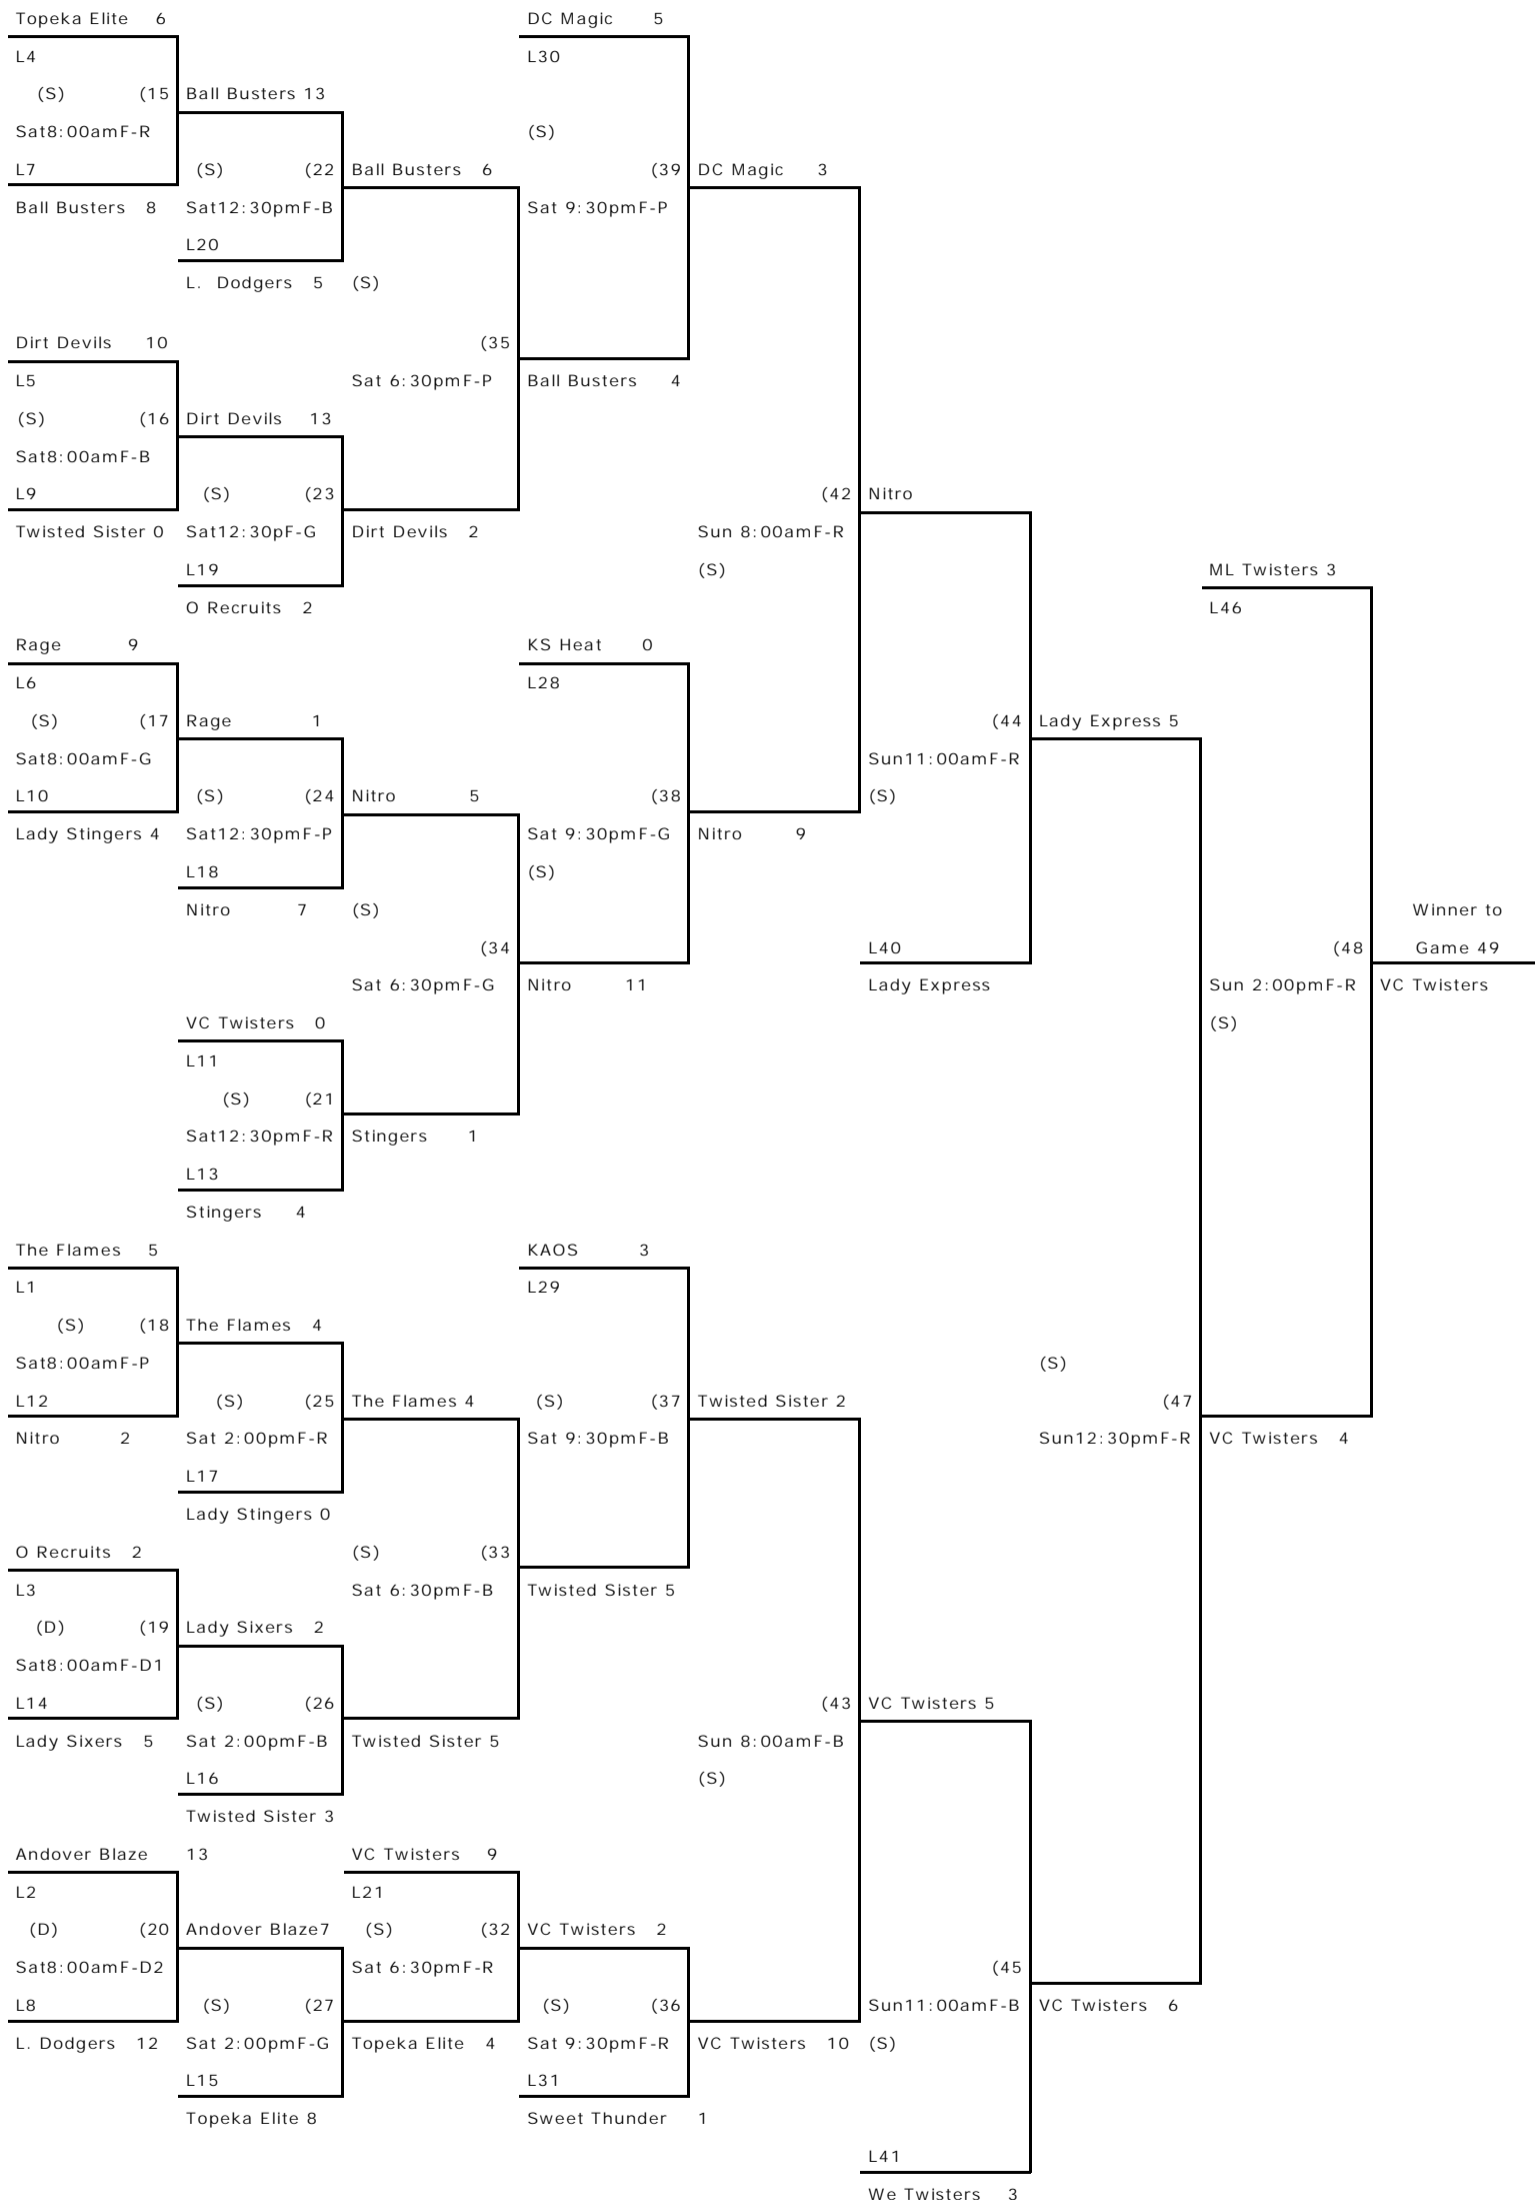 Topeka Elite 6
L4
(S) (15
Sat8:00amF-R
L7
Ball Busters 8
Dirt Devils 10
L5
(S) (16
Sat8:00amF-B
L9
Twisted Sister 0
Rage 9
L6
(S) (17
Sat8:00amF-G
L10
Lady Stingers 4
The Flames 5
L1
(S) (18
Sat8:00amF-P
L12
Nitro 2
O Recruits 2
L3
(D) (19
Sat8:00amF-D1
L14
Lady Sixers 5
Andover Blaze 13
L2
(D) (20
Sat8:00amF-D2
L8
L. Dodgers 12
Ball Busters 13
(S) (22
Sat12:30pmF-B
L20
L. Dodgers 5
Dirt Devils 13
(S) (23
Sat12:30pF-G
L19
O Recruits 2
Rage 1
(S) (24
Sat12:30pmF-P
L18
Nitro 7
VC Twisters 0
L11
(S) (21
Sat12:30pmF-R
L13
Stingers 4
The Flames 4
(S) (25
Sat 2:00pmF-R
L17
Lady Stingers 0
Lady Sixers 2
(S) (26
Sat 2:00pmF-B
L16
Twisted Sister 3
Andover Blaze7
(S) (27
Sat 2:00pmF-G
L15
Topeka Elite 8
Ball Busters 6
(S)
(35
Sat 6:30pmF-P
Dirt Devils 2
Nitro 5
(S)
(34
Sat 6:30pmF-G
Stingers 1
The Flames 4
(S) (33
Sat 6:30pmF-B
Twisted Sister 5
VC Twisters 9
L21
(S) (32
Sat 6:30pmF-R
Topeka Elite 4
DC Magic 5
L30
(S)
(39
Sat 9:30pmF-P
Ball Busters 4
KS Heat 0
L28
(38
Sat 9:30pmF-G
(S)
Nitro 11
KAOS 3
L29
(S) (37
Sat 9:30pmF-B
Twisted Sister 5
VC Twisters 2
(S) (36
Sat 9:30pmF-R
L31
Sweet Thunder 1
DC Magic 3
(42
Sun 8:00amF-R
(S)
Nitro 9
Twisted Sister 2
(43
Sun 8:00amF-B
(S)
VC Twisters 10
Nitro
(44
Sun11:00amF-R
(S)
L40
Lady Express
VC Twisters 5
(45
Sun11:00amF-B
(S)
L41
We Twisters 3
Lady Express 5
(S)
(47
Sun12:30pmF-R
VC Twisters 6
ML Twisters 3
L46
(48
Sun 2:00pmF-R
(S)
VC Twisters 4
Winner to
Game 49
VC Twisters